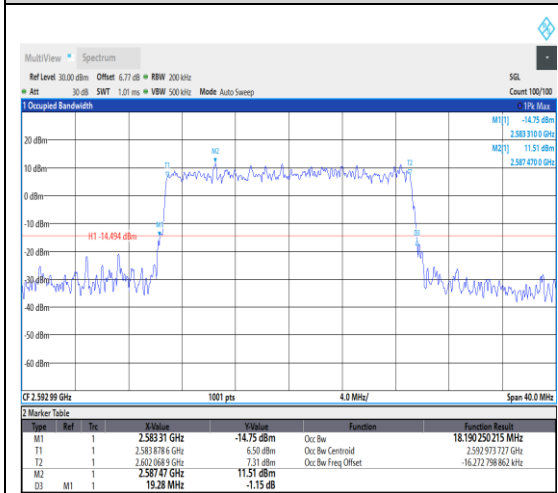 MultiView Spectrum
Ref Level 30.00 dBm Offset 6.77 dB RBW 200 kHz SGL
Att 30 dB SWT 1.01 ms VBW 500 kHz Mode Auto Sweep Count 100/100
1 Occupied Bandwidth 1Pk Max
M1[1] -14.75 dBm
2.583 310 0 GHz
M2[1] 11.51 dBm
2.587 470 0 GHz
20 dBm
M2
T1
T2
10 dBm
0 dBm
-10 dBm
M1
D3
H1 -14.494 dBm
-20 dBm
-30 dBm
-40 dBm
-50 dBm
-60 dBm
CF 2.592 99 GHz 1001 pts 4.0 MHz/ Span 40.0 MHz
2 Marker Table
Type Ref Trc X-Value Y-Value Function Function Result
M1 1 2.583 31 GHz -14.75 dBm Occ Bw 18.190 250 215 MHz
T1 1 2.583 878 6 GHz 6.50 dBm Occ Bw Centroid 2.592 973 727 GHz
T2 1 2.602 068 9 GHz 7.31 dBm Occ Bw Freq Offset -16.272 798 862 kHz
M2 1 2.587 47 GHz 11.51 dBm
D3 M1 1 19.28 MHz -1.15 dB